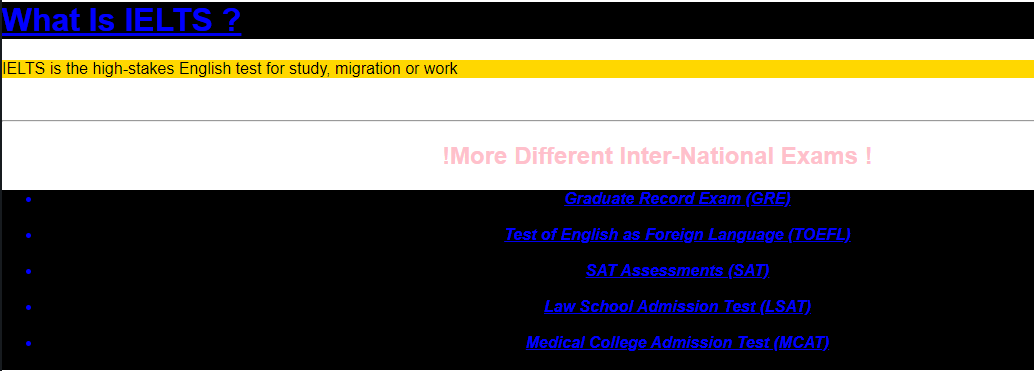 What Is IELTS ?
IELTS is the high-stakes English test for study, migration or work
!More Different Inter-National Exams !
Graduate Record Exam (GRE)
Test of English as Foreign Language (TOEFL)
SAT Assessments (SAT)
Law School Admission Test (LSAT)
Medical College Admission Test (MCAT)